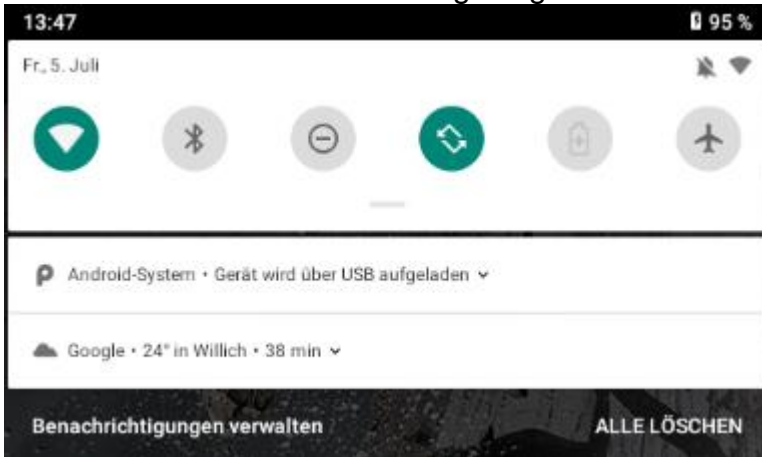 13:47 95 %
Fr., 5. Juli
Android-System • Gerät wird über USB aufgeladen
Google • 24° in Willich • 38 min
Benachrichtigungen verwalten ALLE LÖSCHEN